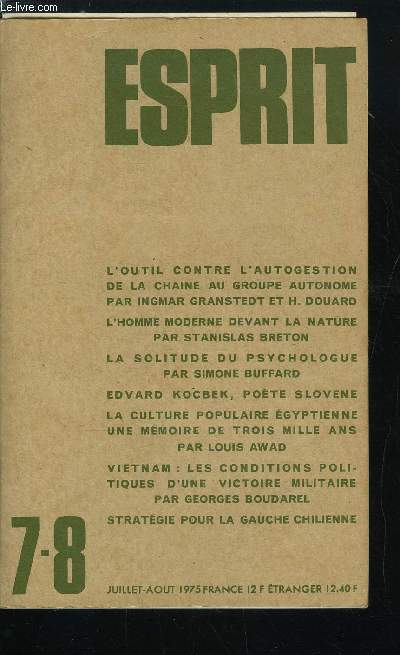 Le-livre.com
ESPRIT
L'OUTIL CONTRE L'AUTOGESTION
DE LA CHAINE AU GROUPE AUTONOME
PAR INGMAR GRANSTEDT ET H. DOUARD
L'HOMME MODERNE DEVANT LA NATURE
PAR STANISLAS BRETON
LA SOLITUDE DU PSYCHOLOGUE
PAR SIMONE BUFFARD
EDVARD KOCBEK, POÈTE SLOVENE
LA CULTURE POPULAIRE ÉGYPTIENNE
UNE MÉMOIRE DE TROIS MILLE ANS
PAR LOUIS AWAD
VIETNAM : LES CONDITIONS POLI-
TIQUES D'UNE VICTOIRE MILITAIRE
PAR GEORGES BOUDAREL
STRATÉGIE POUR LA GAUCHE CHILIENNE
7-8
JUILLET-AOUT 1975 FRANCE 12 F ÉTRANGER 12,40 F